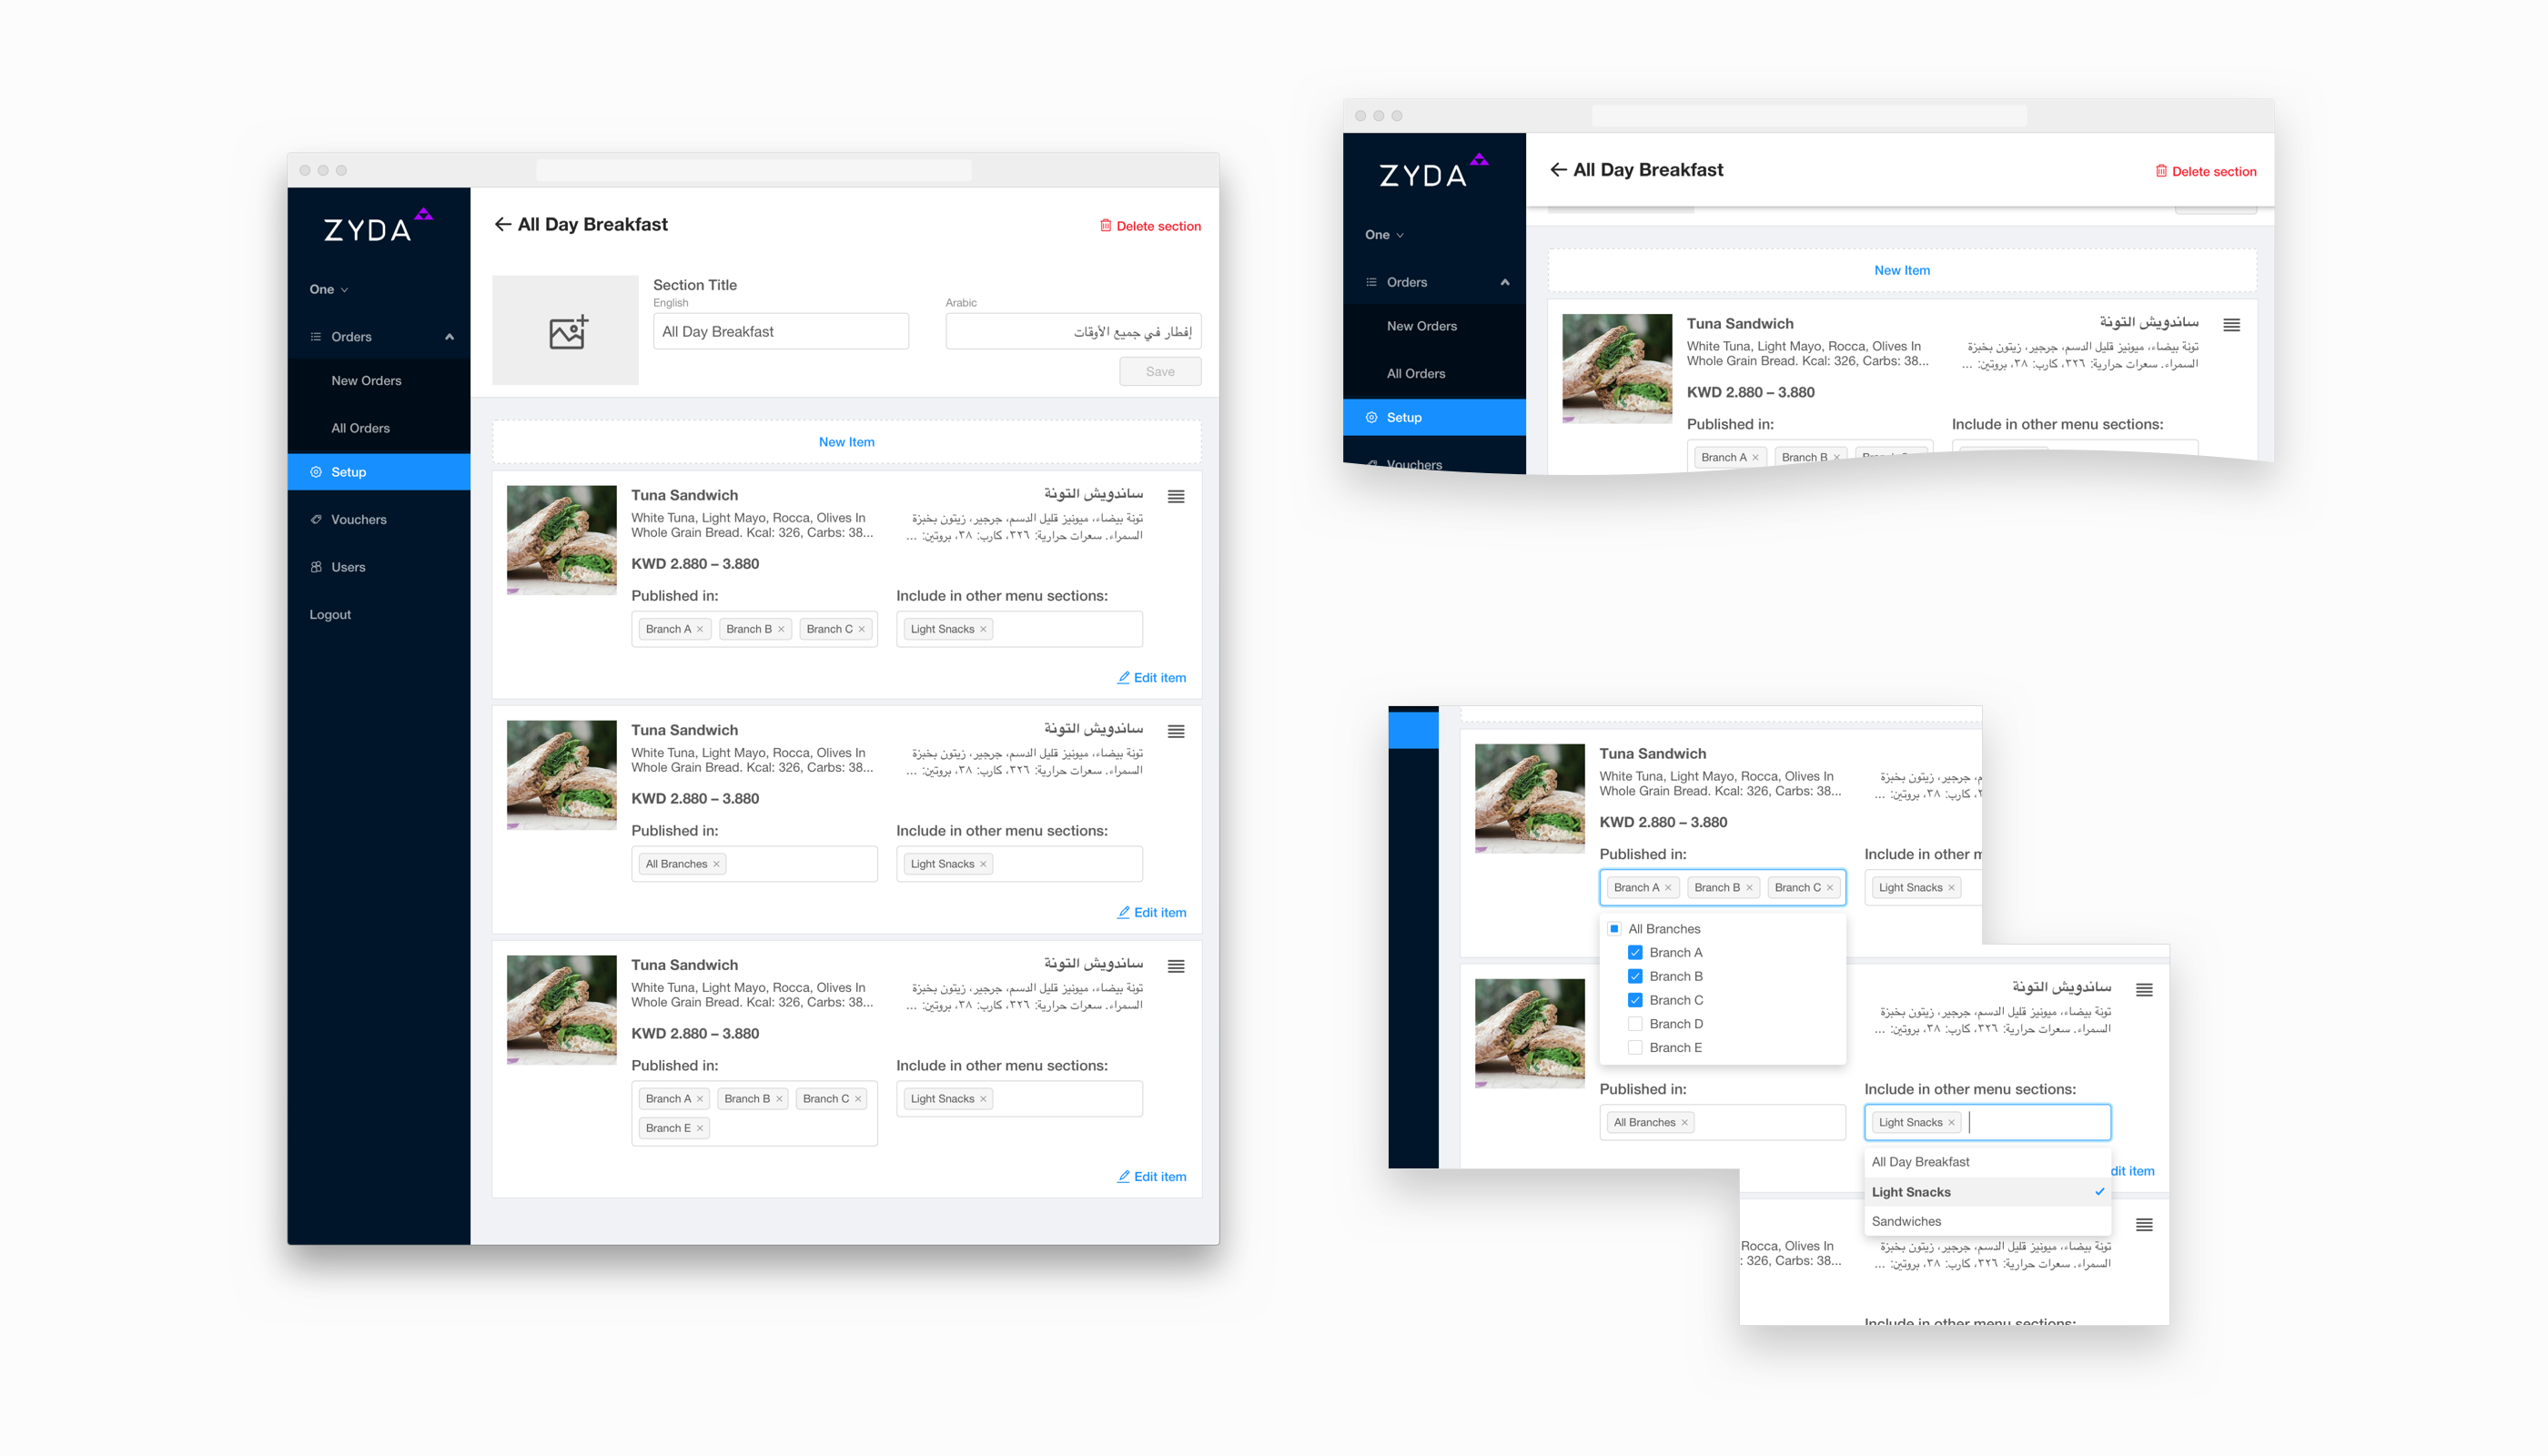 ZYDA
One
Orders
New Orders
All Orders
Setup
Vouchers
Users
Logout
All Day Breakfast
Delete section
Section Title
English
All Day Breakfast
Arabic
إفطار في جميع الأوقات
Save
New Item
Tuna Sandwich
White Tuna, Light Mayo, Rocca, Olives In
Whole Grain Bread. Kcal: 326, Carbs: 38...
ساندويش التونة
تونة بيضاء، ميونيز قليل الدسم، جرجير، زيتون بخبزة
السمراء. سعرات حرارية: ٣٢٦، كارب: ٣٨، بروتين: ...
KWD 2.880 – 3.880
Published in:
Branch A × Branch B × Branch C ×
Include in other menu sections:
Light Snacks ×
Edit item
Tuna Sandwich
White Tuna, Light Mayo, Rocca, Olives In
Whole Grain Bread. Kcal: 326, Carbs: 38...
ساندويش التونة
تونة بيضاء، ميونيز قليل الدسم، جرجير، زيتون بخبزة
السمراء. سعرات حرارية: ٣٢٦، كارب: ٣٨، بروتين: ...
KWD 2.880 – 3.880
Published in:
All Branches ×
Include in other menu sections:
Light Snacks ×
Edit item
Tuna Sandwich
White Tuna, Light Mayo, Rocca, Olives In
Whole Grain Bread. Kcal: 326, Carbs: 38...
ساندويش التونة
تونة بيضاء، ميونيز قليل الدسم، جرجير، زيتون بخبزة
السمراء. سعرات حرارية: ٣٢٦، كارب: ٣٨، بروتين: ...
KWD 2.880 – 3.880
Published in:
Branch A × Branch B × Branch C ×
Branch E ×
Include in other menu sections:
Light Snacks ×
Edit item
ZYDA
One
Orders
New Orders
All Orders
Setup
Vouchers
All Day Breakfast
Delete section
New Item
Tuna Sandwich
White Tuna, Light Mayo, Rocca, Olives In
Whole Grain Bread. Kcal: 326, Carbs: 38...
ساندويش التونة
تونة بيضاء، ميونيز قليل الدسم، جرجير، زيتون بخبزة
السمراء. سعرات حرارية: ٣٢٦، كارب: ٣٨، بروتين: ...
KWD 2.880 – 3.880
Published in:
Branch A × Branch B ×
Include in other menu sections:
Tuna Sandwich
White Tuna, Light Mayo, Rocca, Olives In
Whole Grain Bread. Kcal: 326, Carbs: 38...
جرجير، زيتون بخبزة
كارب: ٣٨، بروتين: ...
KWD 2.880 – 3.880
Published in:
Branch A × Branch B × Branch C ×
Include in other
Light Snacks ×
All Branches
Branch A
Branch B
Branch C
Branch D
Branch E
ساندويش التونة
تونة بيضاء، ميونيز قليل الدسم، جرجير، زيتون بخبزة
السمراء. سعرات حرارية: ٣٢٦، كارب: ٣٨، بروتين: ...
Published in:
All Branches ×
Include in other menu sections:
Light Snacks ×
All Day Breakfast
Light Snacks
Sandwiches
dit item
Rocca, Olives In
: 326, Carbs: 38...
تونة بيضاء، ميونيز قليل الدسم، جرجير، زيتون بخبزة
السمراء. سعرات حرارية: ٣٢٦، كارب: ٣٨، بروتين: ...
Include in other menu sections: